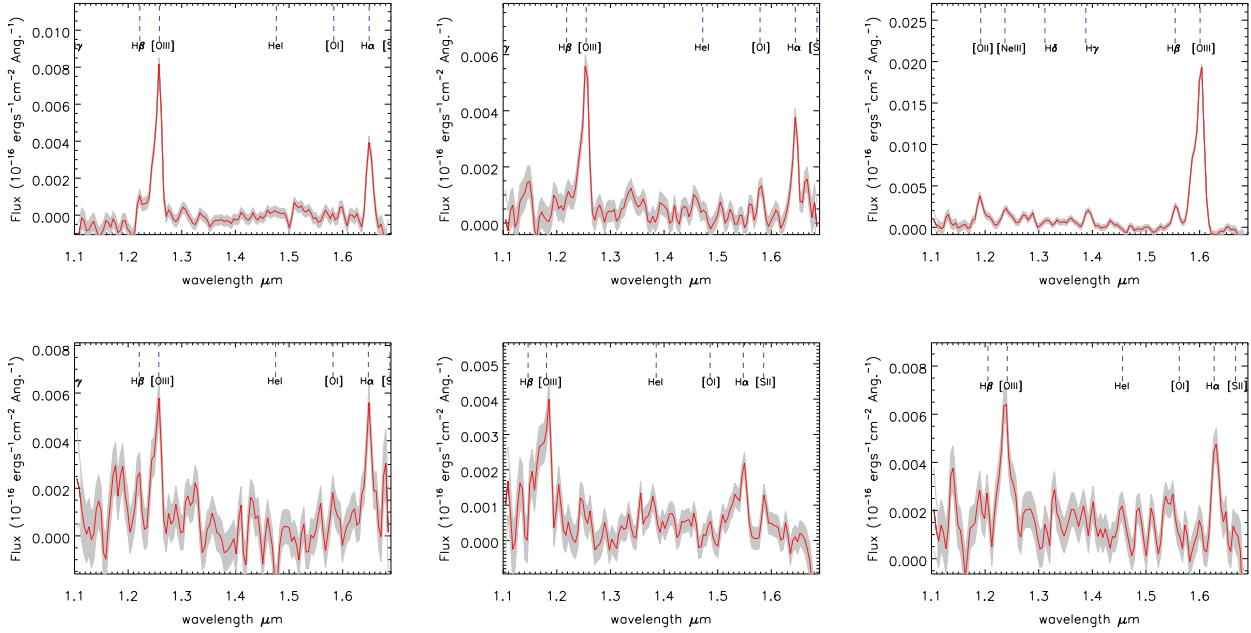 γ Hβ [OIII] HeI [OI] Hα [S
0.010
0.008
0.006
0.004
0.002
0.000
Flux (10⁻¹⁶ ergs⁻¹cm⁻² Ang.⁻¹)
1.1 1.2 1.3 1.4 1.5 1.6
wavelength μm
γ Hβ [OIII] HeI [OI] Hα [S
0.006
0.004
0.002
0.000
Flux (10⁻¹⁶ ergs⁻¹cm⁻² Ang.⁻¹)
1.1 1.2 1.3 1.4 1.5 1.6
wavelength μm
[OII] [NeIII] Hδ Hγ Hβ [OIII]
0.025
0.020
0.015
0.010
0.005
0.000
Flux (10⁻¹⁶ ergs⁻¹cm⁻² Ang.⁻¹)
1.1 1.2 1.3 1.4 1.5 1.6
wavelength μm
γ Hβ [OIII] HeI [OI] Hα [S
0.008
0.006
0.004
0.002
0.000
Flux (10⁻¹⁶ ergs⁻¹cm⁻² Ang.⁻¹)
1.1 1.2 1.3 1.4 1.5 1.6
wavelength μm
Hβ [OIII] HeI [OI] Hα [SII]
0.005
0.004
0.003
0.002
0.001
0.000
Flux (10⁻¹⁶ ergs⁻¹cm⁻² Ang.⁻¹)
1.1 1.2 1.3 1.4 1.5 1.6
wavelength μm
Hβ [OIII] HeI [OI] Hα [SII]
0.008
0.006
0.004
0.002
0.000
Flux (10⁻¹⁶ ergs⁻¹cm⁻² Ang.⁻¹)
1.1 1.2 1.3 1.4 1.5 1.6
wavelength μm